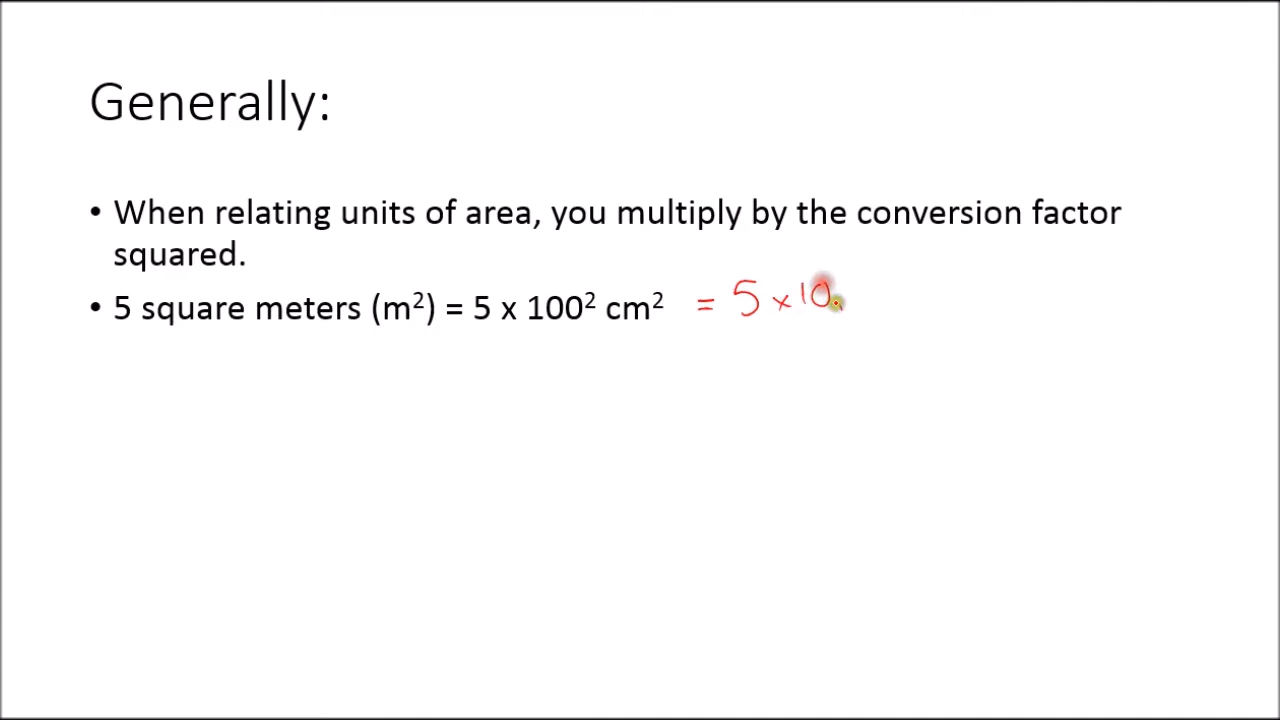 Generally:
• When relating units of area, you multiply by the conversion factor
squared.
• 5 square meters (m²) = 5 x 100² cm² = 5 × 10